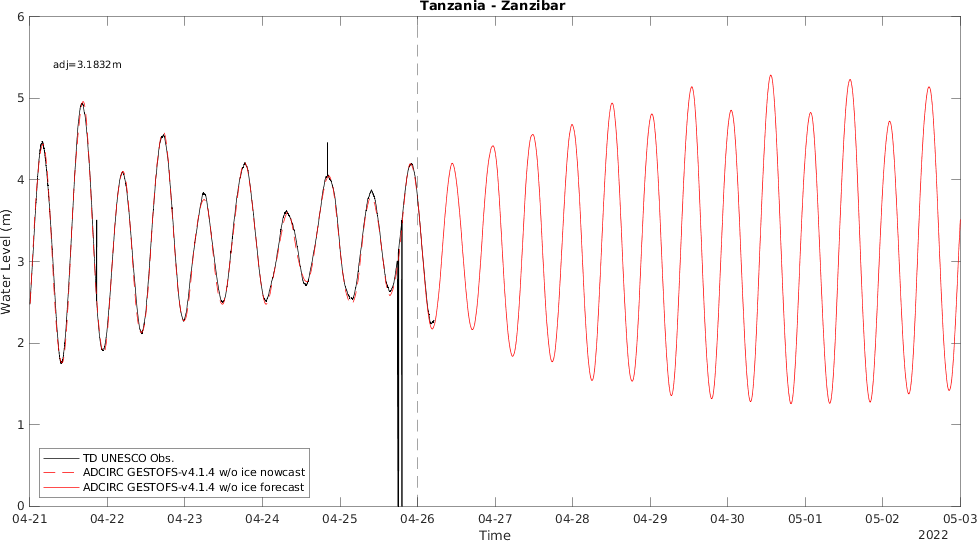 Tanzania - Zanzibar
6
adj=3.1832m
5
4
3
Water Level (m)
2
1
TD UNESCO Obs.
ADCIRC GESTOFS-v4.1.4 w/o ice nowcast
ADCIRC GESTOFS-v4.1.4 w/o ice forecast
0
04-21 04-22 04-23 04-24 04-25 04-26 04-27 04-28 04-29 04-30 05-01 05-02 05-03
Time
2022